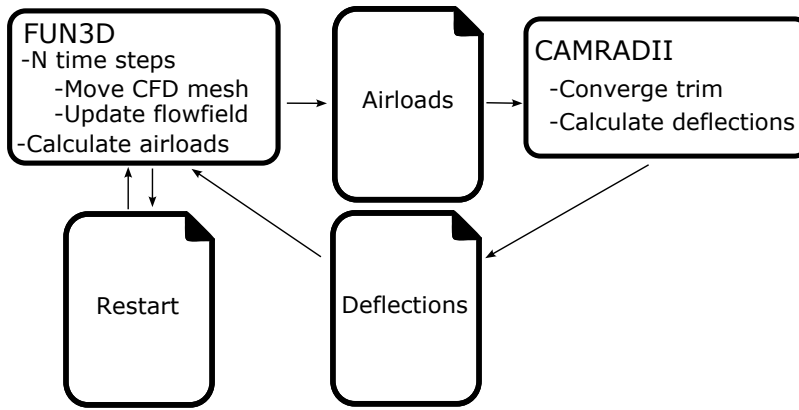 FUN3D
-N time steps
-Move CFD mesh
-Update flowfield
-Calculate airloads
Airloads
CAMRADII
-Converge trim
-Calculate deflections
Restart
Deflections